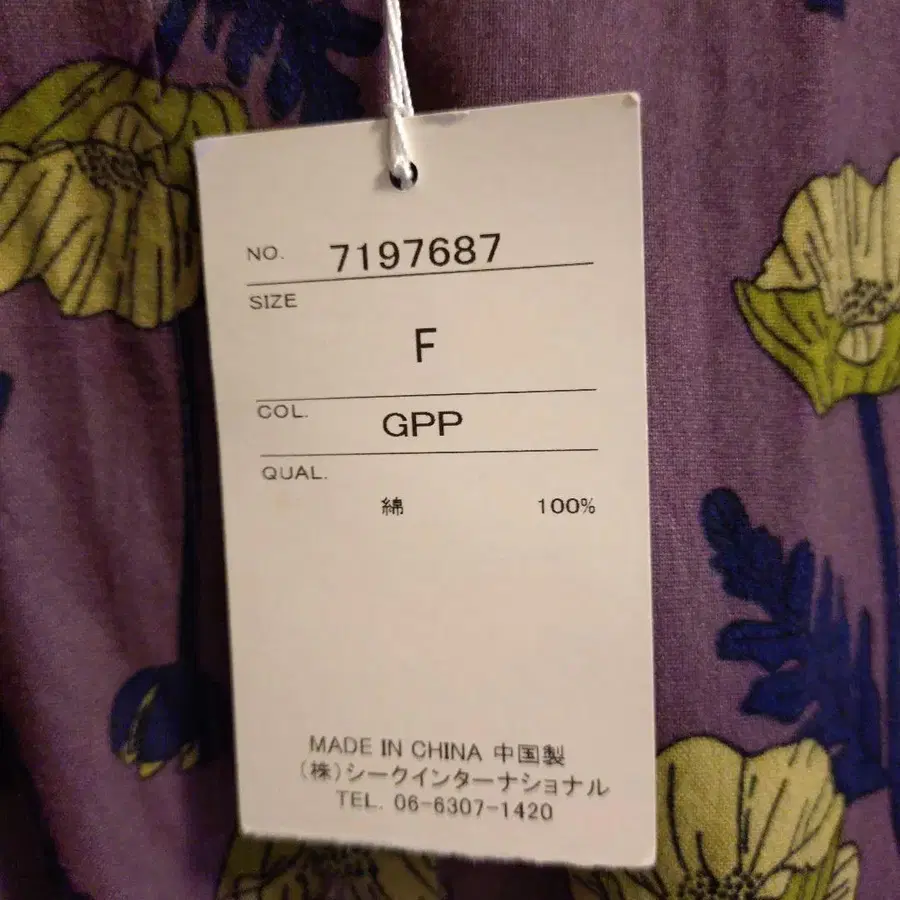 NO. 7197687
SIZE
F
COL.
GPP
QUAL.
綿 100%
MADE IN CHINA 中国製
(株)シークインターナショナル
TEL. 06-6307-1420